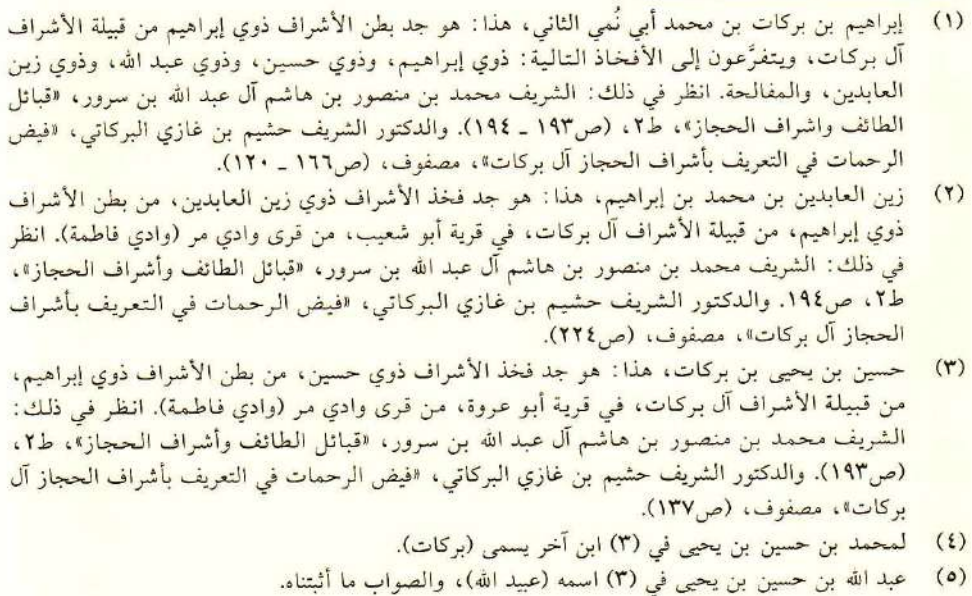 (١) إبراهيم بن بركات بن محمد أبي نُمي الثاني، هذا: هو جد بطن الأشراف ذوي إبراهيم من قبيلة الأشراف
آل بركات، ويتفرَّعون إلى الأفخاذ التالية: ذوي إبراهيم، وذوي حسين، وذوي عبد الله، وذوي زين
العابدين، والمفالحة. انظر في ذلك: الشريف محمد بن منصور بن هاشم آل عبد الله بن سرور، «قبائل
الطائف واشراف الحجاز»، ط٢، (ص١٩٣ ـ ١٩٤). والدكتور الشريف حشيم بن غازي البركاتي، «فيض
الرحمات في التعريف بأشراف الحجاز آل بركات»، مصفوف، (ص١٦٦ ـ ١٢٠).
(٢) زين العابدين بن محمد بن إبراهيم، هذا: هو جد فخذ الأشراف ذوي زين العابدين، من بطن الأشراف
ذوي إبراهيم، من قبيلة الأشراف آل بركات، في قرية أبو شعيب، من قرى وادي مر (وادي فاطمة). انظر
في ذلك: الشريف محمد بن منصور بن هاشم آل عبد الله بن سرور، «قبائل الطائف وأشراف الحجاز»،
ط٢، ص١٩٤. والدكتور الشريف حشيم بن غازي البركاتي، «فيض الرحمات في التعريف بأشراف
الحجاز آل بركات»، مصفوف، (ص٢٢٤).
(٣) حسين بن يحيى بن بركات، هذا: هو جد فخذ الأشراف ذوي حسين، من بطن الأشراف ذوي إبراهيم،
من قبيلة الأشراف آل بركات، في قرية أبو عروة، من قرى وادي مر (وادي فاطمة). انظر في ذلك:
الشريف محمد بن منصور بن هاشم آل عبد الله بن سرور، «قبائل الطائف وأشراف الحجاز»، ط٢،
(ص١٩٣). والدكتور الشريف حشيم بن غازي البركاتي، «فيض الرحمات في التعريف بأشراف الحجاز آل
بركات»، مصفوف، (ص١٣٧).
(٤) لمحمد بن حسين بن يحيى في (٣) ابن آخر يسمى (بركات).
(٥) عبد الله بن حسين بن يحيى في (٣) اسمه (عبيد الله)، والصواب ما أثبتناه.